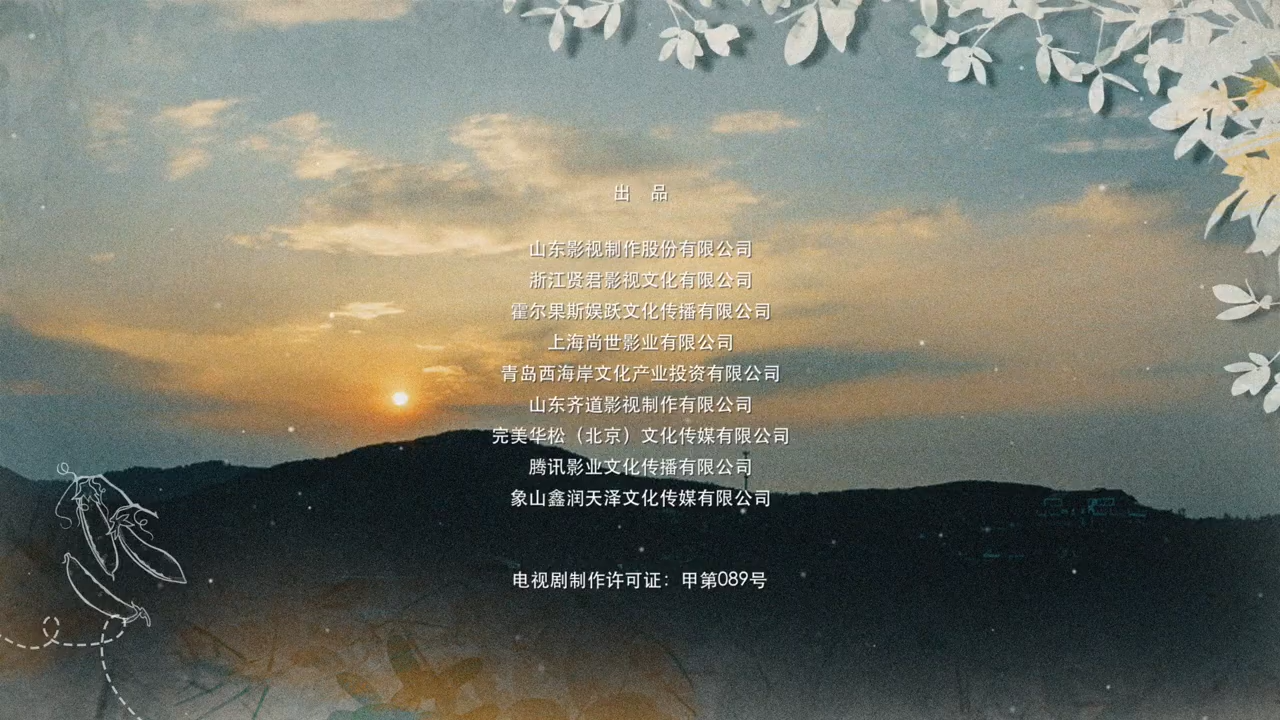 出 品
山东影视制作股份有限公司
浙江贤君影视文化有限公司
霍尔果斯娱跃文化传播有限公司
上海尚世影业有限公司
青岛西海岸文化产业投资有限公司
山东齐道影视制作有限公司
完美华松（北京）文化传媒有限公司
腾讯影业文化传播有限公司
象山鑫润天泽文化传媒有限公司
电视剧制作许可证：甲第089号